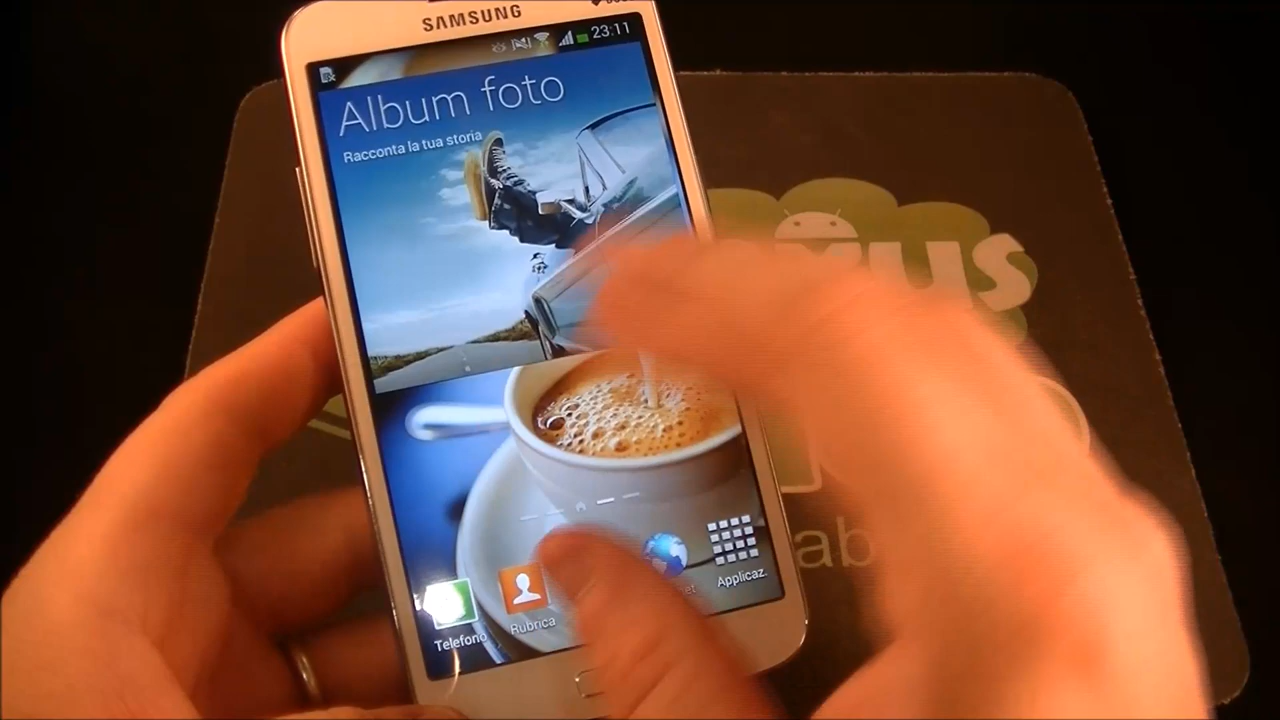 SAMSUNG
23:11
Album foto
Racconta la tua storia
Telefono
Rubrica
Applicaz.